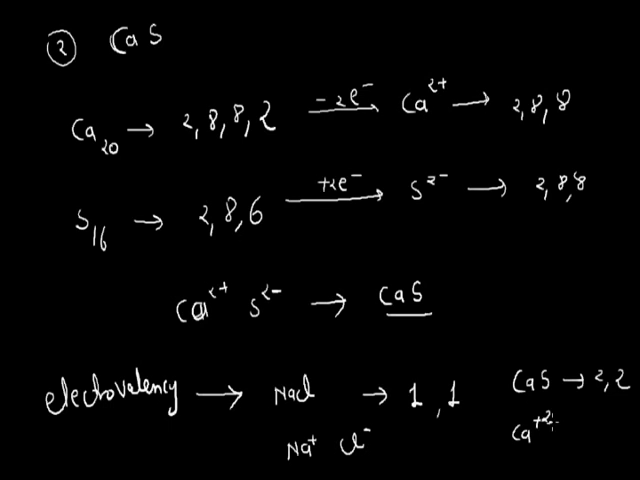 ② CaS
Ca₂₀ → 2,8,8,2 —-2e⁻→ Ca²⁺ → 2,8,8
S₁₆ → 2,8,6 —+2e⁻→ S²⁻ → 2,8,8
Ca²⁺ S²⁻ → CaS
electrovalency → NaCl → 1,1 CaS → 2,2
Na⁺ Cl⁻ Ca⁺²